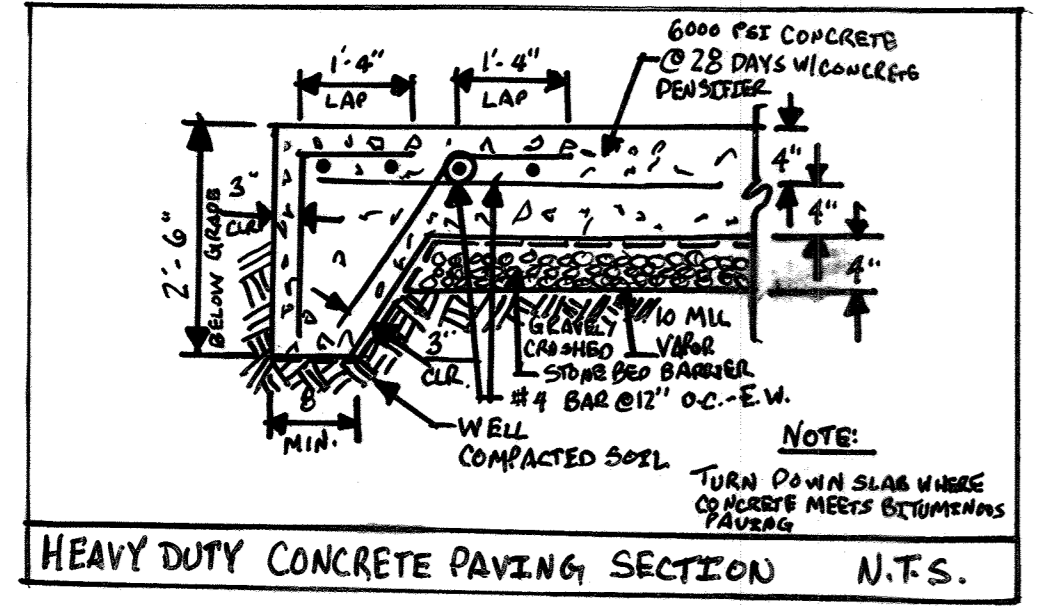 6000 PSI CONCRETE
@ 28 DAYS W/CONCRETE
DENSIFIER
1'-4"
LAP
1'-4"
LAP
4"
4"
4"
3"
CLR.
2'-6"
BELOW GRADE
3"
CLR.
8
MIN.
GRAVELY
CRUSHED
STONE BED
10 MIL
VAPOR
BARRIER
#4 BAR @12" O.C.-E.W.
WELL
COMPACTED SOIL
NOTE:
TURN DOWN SLAB WHERE
CONCRETE MEETS BITUMINOUS
PAVING
HEAVY DUTY CONCRETE PAVING SECTION N.T.S.